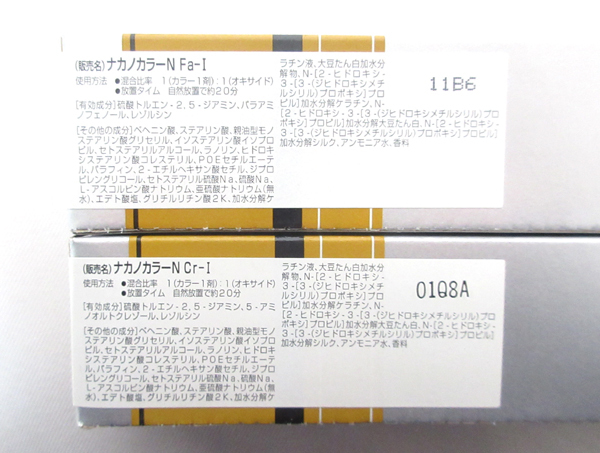 (販売名)ナカノカラーN Fa-I
使用方法 ●混合比率 1(カラー1剤):1(オキサイド)
●放置タイム 自然放置で約20分
[有効成分]硫酸トルエン-2,5-ジアミン、パラアミ
ノフェノール、レゾルシン
[その他の成分]ベヘニン酸、ステアリン酸、親油型モノ
ステアリン酸グリセリル、イソステアリン酸イソプロ
ピル、セトステアリルアルコール、ラノリン、ヒドロキ
システアリン酸コレステリル、POEセチルエーテ
ル、パラフィン、2-エチルヘキサン酸セチル、ジプロ
ピレングリコール、セトステアリル硫酸Na、硫酸Na、
L-アスコルビン酸ナトリウム、亜硫酸ナトリウム(無
水)、エデト酸塩、グリチルリチン酸2K、加水分解ケ
ラチン液、大豆たん白加水分
解物、N-[2-ヒドロキシ-
3-[3-(ジヒドロキシメチ
ルシリル)プロポキシ]プロ
ピル]加水分解ケラチン、N-
[2-ヒドロキシ-3-[3-(ジヒドロキシメチルシリル)プロポキ
シ]プロピル]加水分解大豆たん白、N-[2-ヒドロキシ-
3-[3-(ジヒドロキシメチルシリル)プロポキシ]プロピル]
加水分解シルク、アンモニア水、香料
11B6
(販売名)ナカノカラーN Cr-I
使用方法 ●混合比率 1(カラー1剤):1(オキサイド)
●放置タイム 自然放置で約20分
[有効成分]硫酸トルエン-2,5-ジアミン、5-アミ
ノオルトクレゾール、レゾルシン
[その他の成分]ベヘニン酸、ステアリン酸、親油型モノ
ステアリン酸グリセリル、イソステアリン酸イソプロ
ピル、セトステアリルアルコール、ラノリン、ヒドロキ
システアリン酸コレステリル、POEセチルエーテ
ル、パラフィン、2-エチルヘキサン酸セチル、ジプロ
ピレングリコール、セトステアリル硫酸Na、硫酸Na、
L-アスコルビン酸ナトリウム、亜硫酸ナトリウム(無
水)、エデト酸塩、グリチルリチン酸2K、加水分解ケ
ラチン液、大豆たん白加水分
解物、N-[2-ヒドロキシ-
3-[3-(ジヒドロキシメチ
ルシリル)プロポキシ]プロ
ポキシ]プロピル]加水分解大豆たん白、N-[2-ヒドロキシ-
3-[3-(ジヒドロキシメチルシリル)プロポキシ]プロピル]
加水分解シルク、アンモニア水、香料
01Q8A